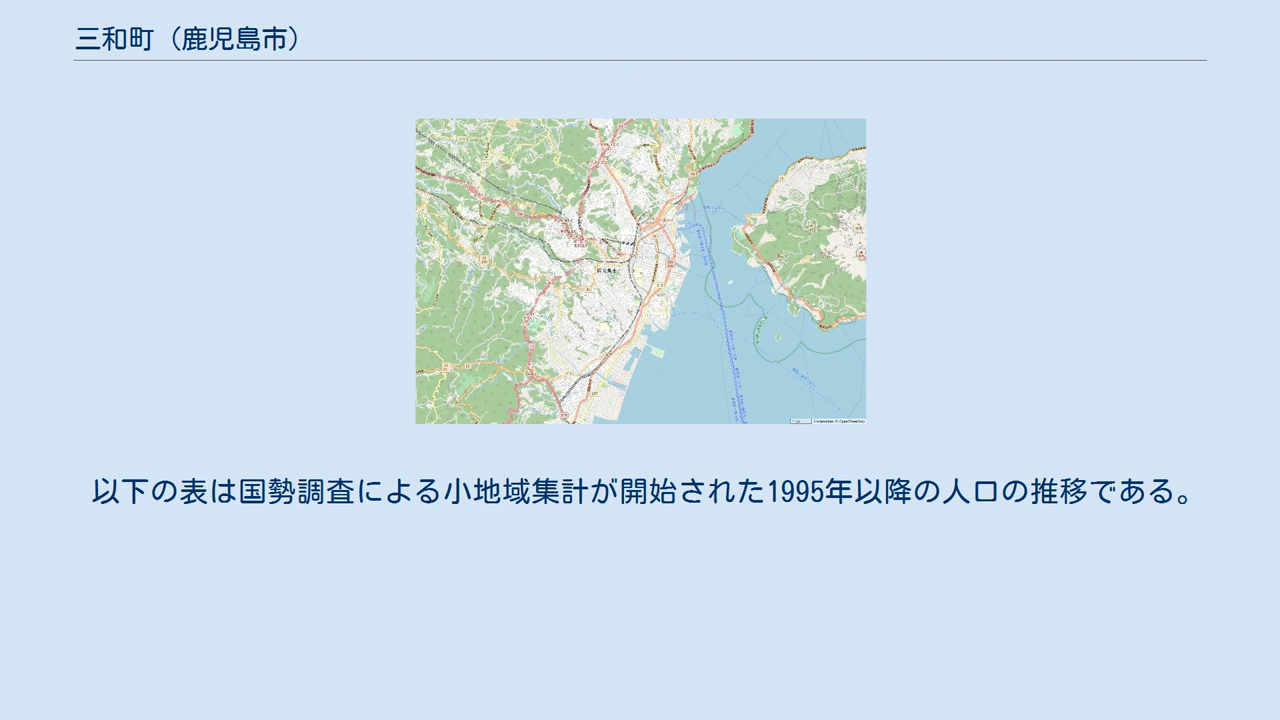 三和町（鹿児島市）
以下の表は国勢調査による小地域集計が開始された1995年以降の人口の推移である。